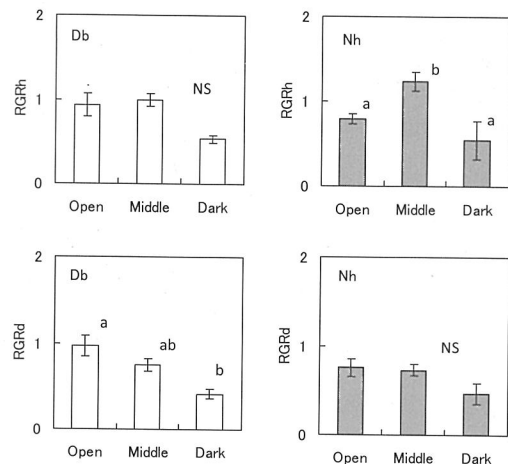 2
Db
NS
RGRh
1
0
Open Middle Dark
2
Nh
b
a
a
RGRh
1
0
Open Middle Dark
2
Db
a
ab
b
RGRd
1
0
Open Middle Dark
2
Nh
NS
RGRd
1
0
Open Middle Dark